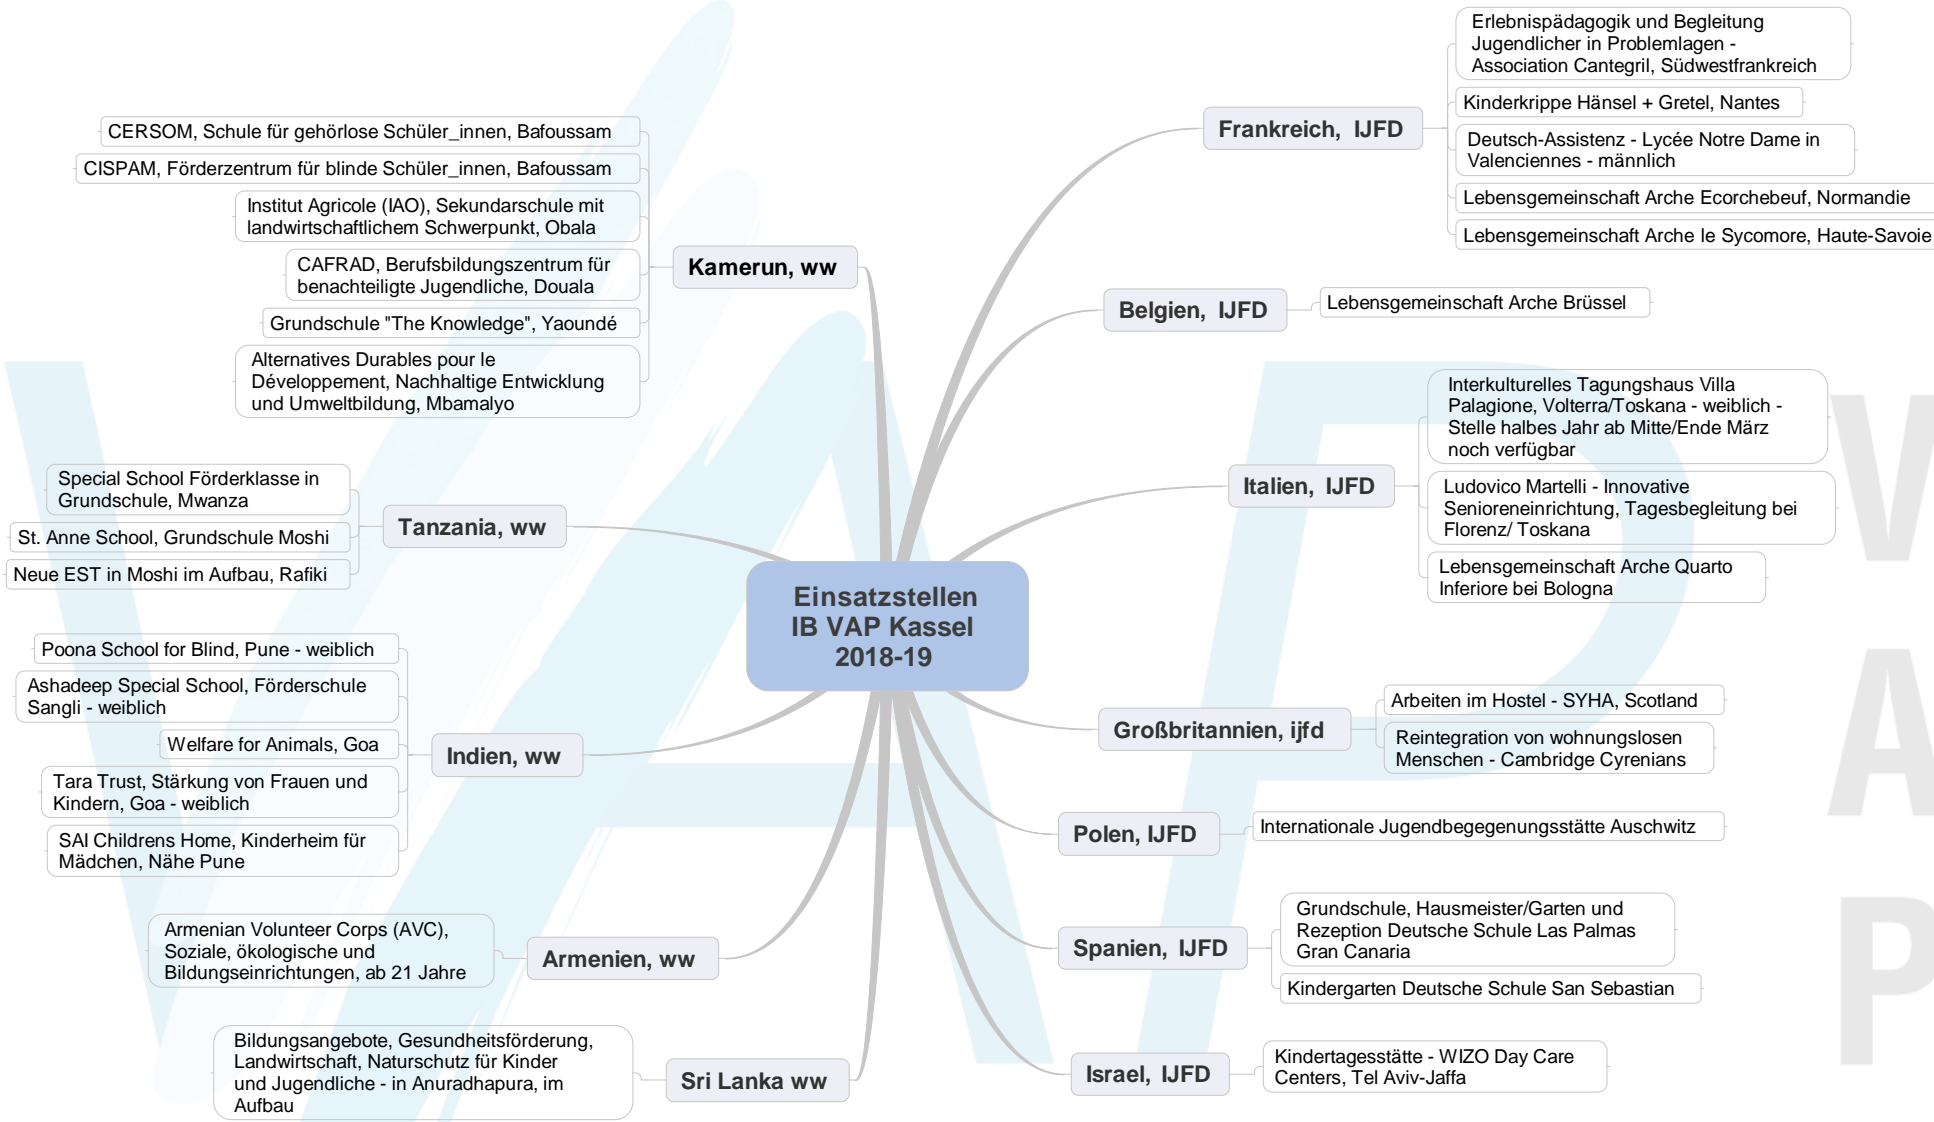 Einsatzstellen
IB VAP Kassel
2018-19
Kamerun, ww
CERSOM, Schule für gehörlose Schüler_innen, Bafoussam
CISPAM, Förderzentrum für blinde Schüler_innen, Bafoussam
Institut Agricole (IAO), Sekundarschule mit
landwirtschaftlichem Schwerpunkt, Obala
CAFRAD, Berufsbildungszentrum für
benachteiligte Jugendliche, Douala
Grundschule "The Knowledge", Yaoundé
Alternatives Durables pour le
Développement, Nachhaltige Entwicklung
und Umweltbildung, Mbamalyo
Tanzania, ww
Special School Förderklasse in
Grundschule, Mwanza
St. Anne School, Grundschule Moshi
Neue EST in Moshi im Aufbau, Rafiki
Indien, ww
Poona School for Blind, Pune - weiblich
Ashadeep Special School, Förderschule
Sangli - weiblich
Welfare for Animals, Goa
Tara Trust, Stärkung von Frauen und
Kindern, Goa - weiblich
SAI Childrens Home, Kinderheim für
Mädchen, Nähe Pune
Armenien, ww
Armenian Volunteer Corps (AVC),
Soziale, ökologische und
Bildungseinrichtungen, ab 21 Jahre
Sri Lanka ww
Bildungsangebote, Gesundheitsförderung,
Landwirtschaft, Naturschutz für Kinder
und Jugendliche - in Anuradhapura, im
Aufbau
Frankreich, IJFD
Erlebnispädagogik und Begleitung
Jugendlicher in Problemlagen -
Association Cantegril, Südwestfrankreich
Kinderkrippe Hänsel + Gretel, Nantes
Deutsch-Assistenz - Lycée Notre Dame in
Valenciennes - männlich
Lebensgemeinschaft Arche Ecorchebeuf, Normandie
Lebensgemeinschaft Arche le Sycomore, Haute-Savoie
Belgien, IJFD
Lebensgemeinschaft Arche Brüssel
Italien, IJFD
Interkulturelles Tagungshaus Villa
Palagione, Volterra/Toskana - weiblich -
Stelle halbes Jahr ab Mitte/Ende März
noch verfügbar
Ludovico Martelli - Innovative
Senioreneinrichtung, Tagesbegleitung bei
Florenz/ Toskana
Lebensgemeinschaft Arche Quarto
Inferiore bei Bologna
Großbritannien, ijfd
Arbeiten im Hostel - SYHA, Scotland
Reintegration von wohnungslosen
Menschen - Cambridge Cyrenians
Polen, IJFD
Internationale Jugendbegegenungsstätte Auschwitz
Spanien, IJFD
Grundschule, Hausmeister/Garten und
Rezeption Deutsche Schule Las Palmas
Gran Canaria
Kindergarten Deutsche Schule San Sebastian
Israel, IJFD
Kindertagesstätte - WIZO Day Care
Centers, Tel Aviv-Jaffa
VAP
V
A
P